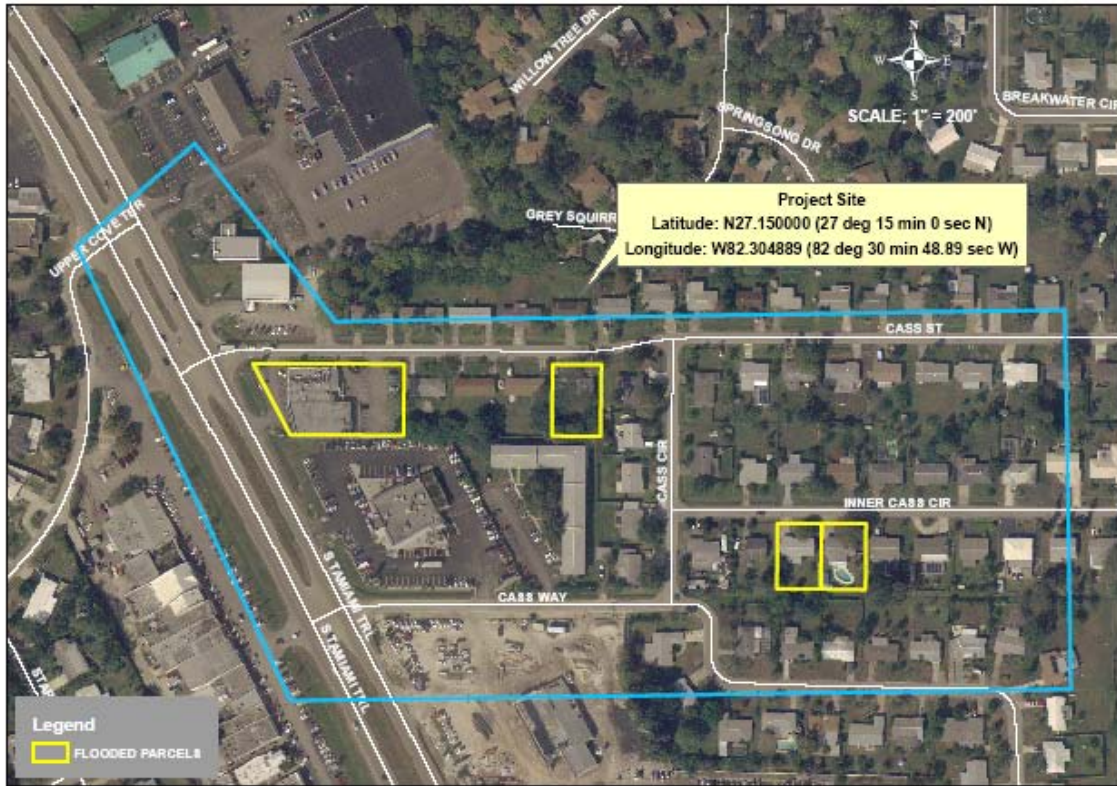 WILLOW TREE DR
N
W E
S
SCALE; 1" = 200'
BREAKWATER CIR
SPRINGSONG DR
Project Site
Latitude: N27.150000 (27 deg 15 min 0 sec N)
Longitude: W82.304889 (82 deg 30 min 48.89 sec W)
GREY SQUIRR
UPPER COVE TER
CASS ST
CASS CIR
INNER CASS CIR
CASS WAY
S TAMIAMI TRL
S TAMIAMI TRL
STAR
Legend
FLOODED PARCELS